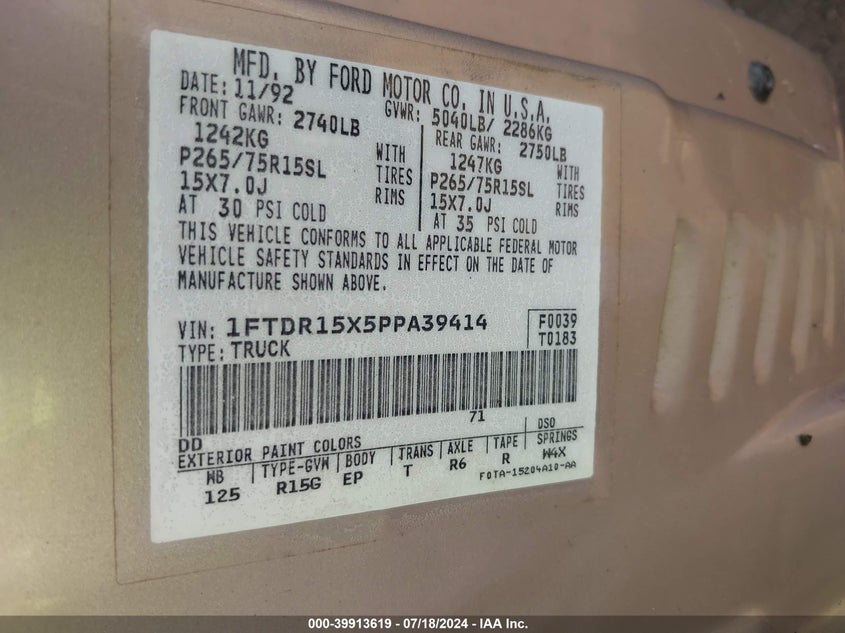 MFD. BY FORD MOTOR CO. IN U.S.A.
DATE: 11/92 GVWR: 5040LB/ 2286KG
FRONT GAWR: 2740LB REAR GAWR: 2750LB
1242KG WITH 1247KG WITH
P265/75R15SL TIRES P265/75R15SL TIRES
15X7.0J RIMS 15X7.0J RIMS
AT 30 PSI COLD AT 35 PSI COLD
THIS VEHICLE CONFORMS TO ALL APPLICABLE FEDERAL MOTOR
VEHICLE SAFETY STANDARDS IN EFFECT ON THE DATE OF
MANUFACTURE SHOWN ABOVE.
VIN: 1FTDR15X5PPA39414 F0039
TYPE: TRUCK T0183
71
DD
EXTERIOR PAINT COLORS DSO
WB TYPE-GVW BODY TRANS AXLE TAPE SPRINGS
125 R15G EP T R6 R W4X
F0TA-15204A10-AA
000-39913619 - 07/18/2024 - IAA Inc.